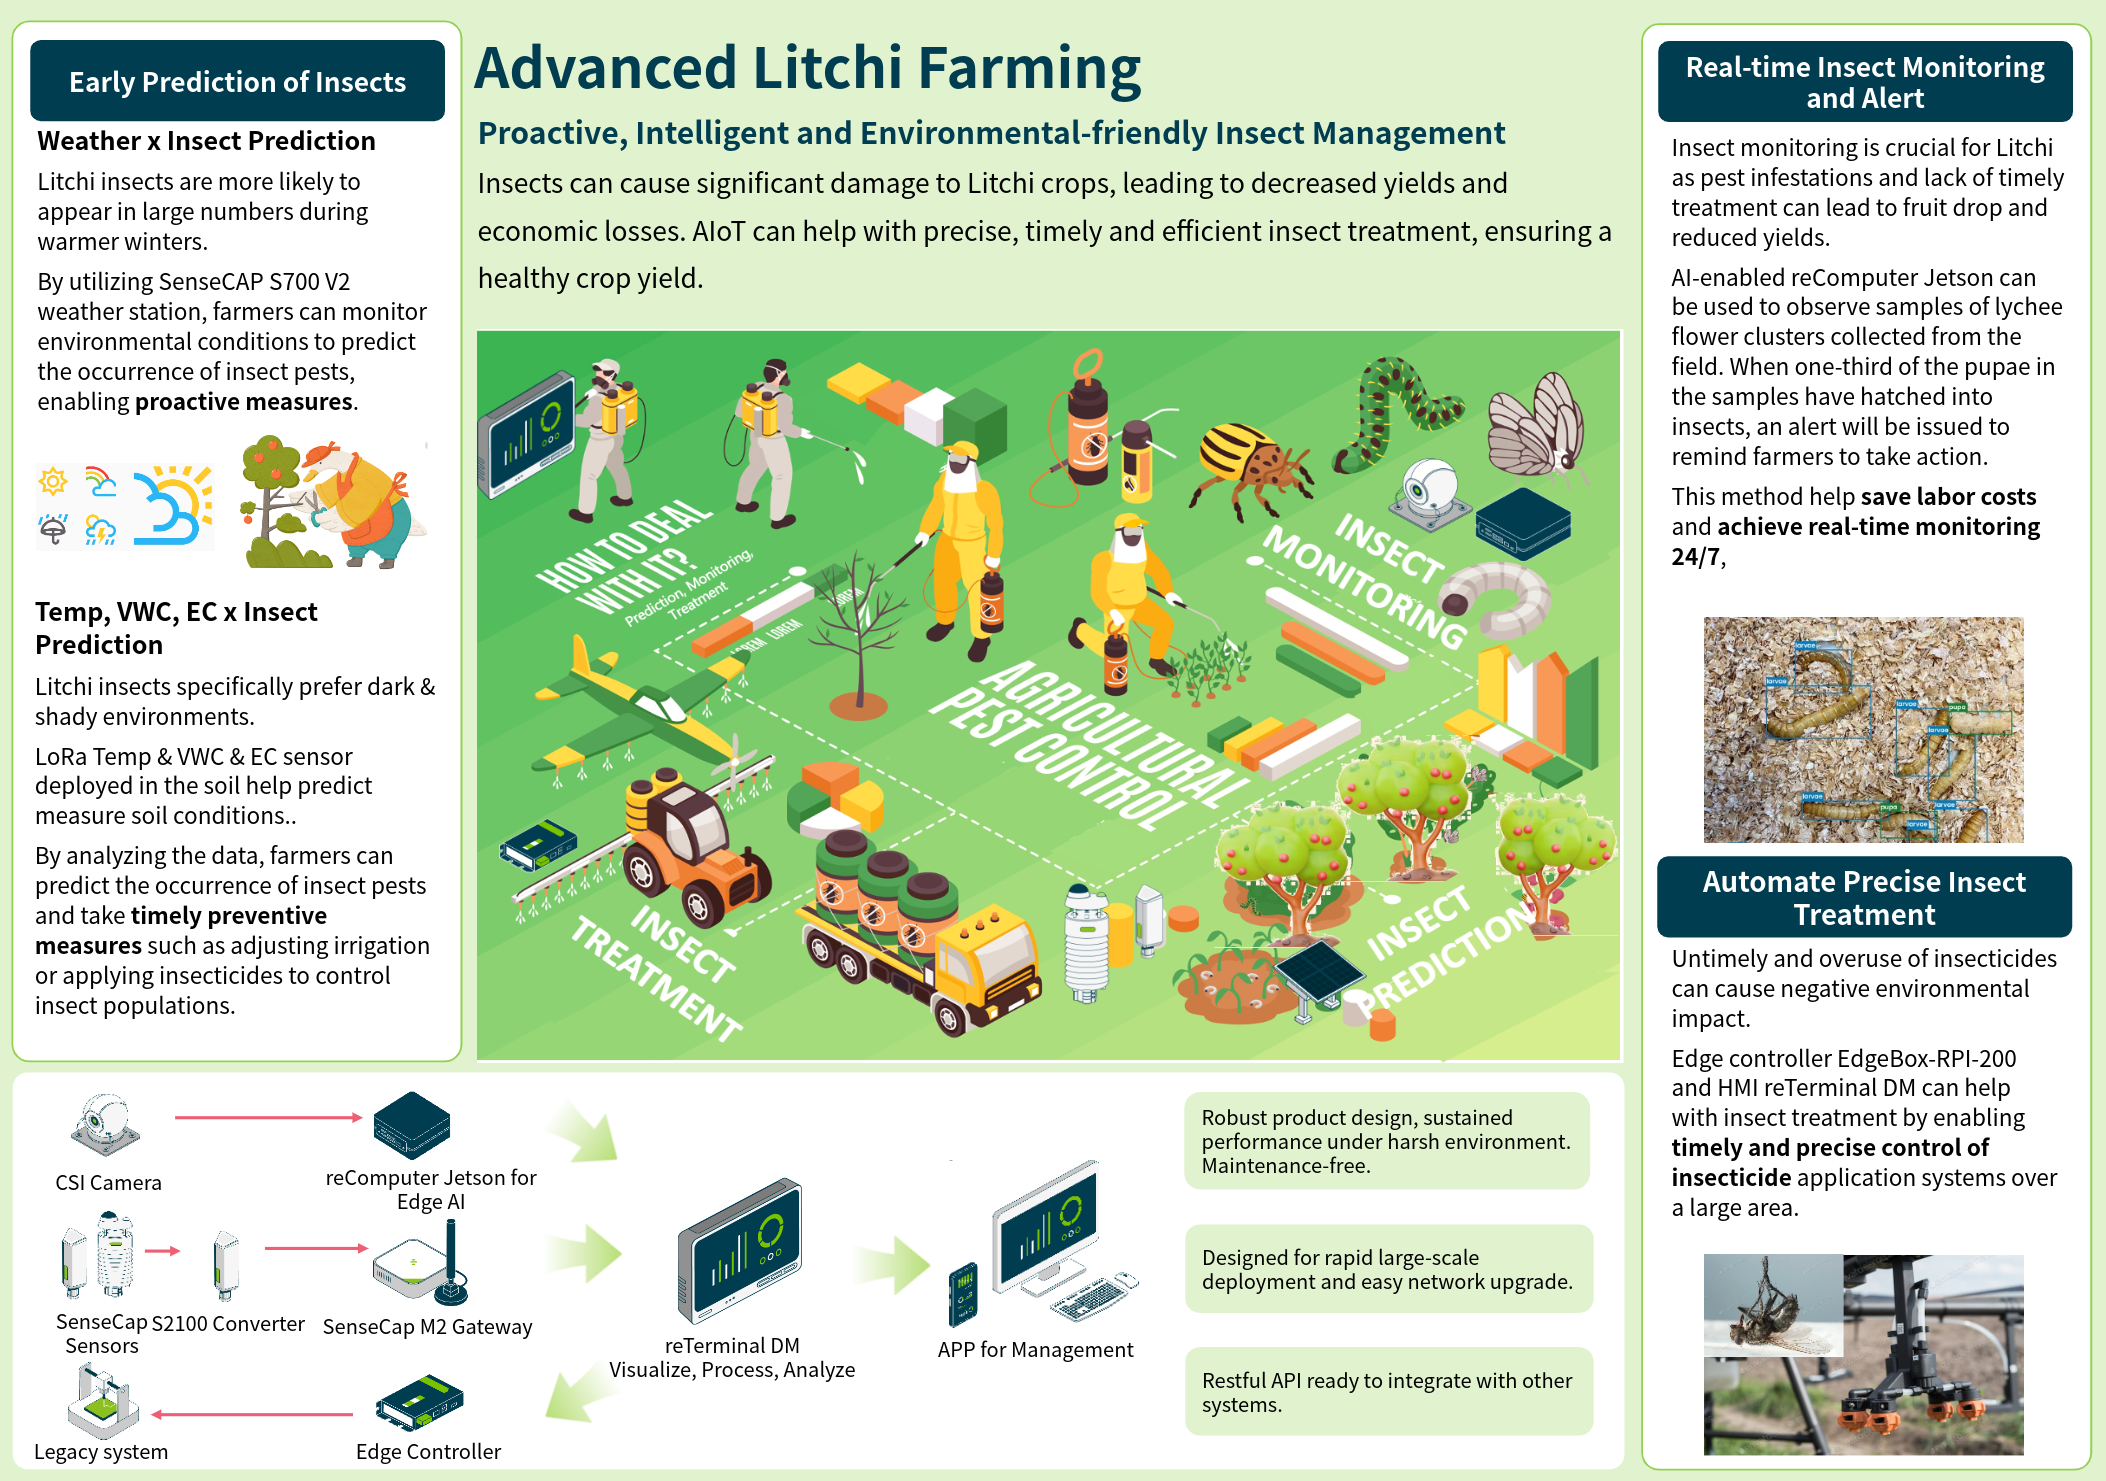 Early Prediction of Insects
Weather x Insect Prediction
Litchi insects are more likely to
appear in large numbers during
warmer winters.
By utilizing SenseCAP S700 V2
weather station, farmers can monitor
environmental conditions to predict
the occurrence of insect pests,
enabling proactive measures.
Temp, VWC, EC x Insect
Prediction
Litchi insects specifically prefer dark &
shady environments.
LoRa Temp & VWC & EC sensor
deployed in the soil help predict
measure soil conditions..
By analyzing the data, farmers can
predict the occurrence of insect pests
and take timely preventive
measures such as adjusting irrigation
or applying insecticides to control
insect populations.
Advanced Litchi Farming
Proactive, Intelligent and Environmental-friendly Insect Management
Insects can cause significant damage to Litchi crops, leading to decreased yields and
economic losses. AIoT can help with precise, timely and efficient insect treatment, ensuring a
healthy crop yield.
HOW TO DEAL
WITH IT?
Prediction, Monitoring,
Treatment
LOREM
INSECT
MONITORING
AGRICULTURAL
PEST CONTROL
INSECT
TREATMENT
INSECT
PREDICTION
Real-time Insect Monitoring
and Alert
Insect monitoring is crucial for Litchi
as pest infestations and lack of timely
treatment can lead to fruit drop and
reduced yields.
AI-enabled reComputer Jetson can
be used to observe samples of lychee
flower clusters collected from the
field. When one-third of the pupae in
the samples have hatched into
insects, an alert will be issued to
remind farmers to take action.
This method help save labor costs
and achieve real-time monitoring
24/7,
larvae
larvae
larvae
pupa
larvae
larvae
pupa
larvae
larvae
Automate Precise Insect
Treatment
Untimely and overuse of insecticides
can cause negative environmental
impact.
Edge controller EdgeBox-RPI-200
and HMI reTerminal DM can help
with insect treatment by enabling
timely and precise control of
insecticide application systems over
a large area.
CSI Camera
reComputer Jetson for
Edge AI
SenseCap
Sensors
S2100 Converter
SenseCap M2 Gateway
Legacy system
Edge Controller
reTerminal DM
Visualize, Process, Analyze
APP for Management
Robust product design, sustained
performance under harsh environment.
Maintenance-free.
Designed for rapid large-scale
deployment and easy network upgrade.
Restful API ready to integrate with other
systems.